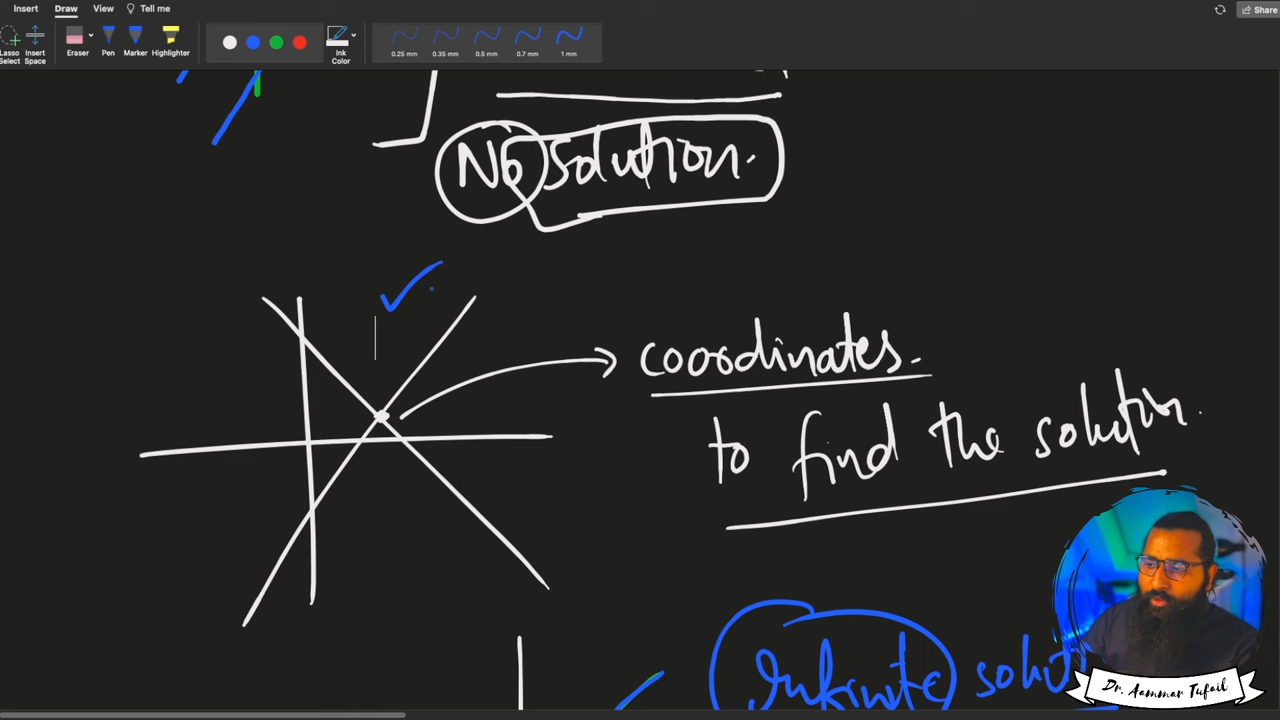 Insert Draw View Tell me
Share
Lasso Select
Insert Space
Eraser
Pen
Marker
Highlighter
Ink Color
0.25 mm
0.35 mm
0.5 mm
0.7 mm
1 mm
No Solution.
coordinates.
to find the solution.
Infinite
Dr. Aammar Tufail